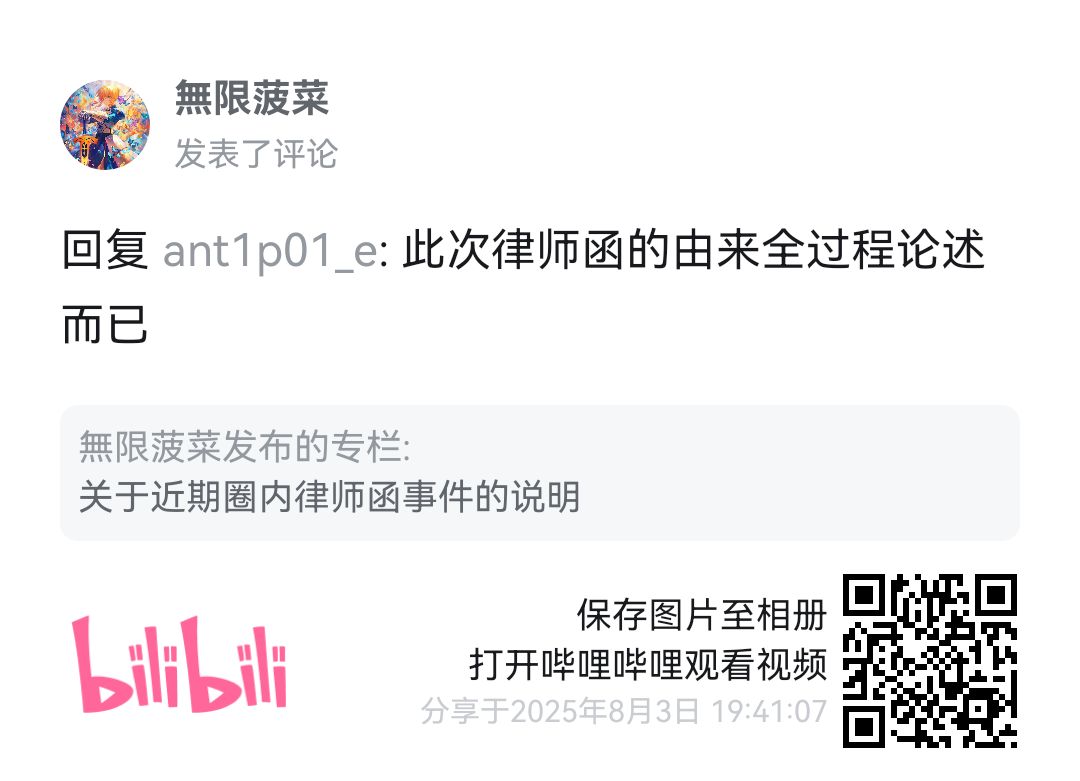 無限菠菜
发表了评论
回复 ant1p01_e: 此次律师函的由来全过程论述
而已
無限菠菜发布的专栏:
关于近期圈内律师函事件的说明
bilibili
保存图片至相册
打开哔哩哔哩观看视频
分享于2025年8月3日 19:41:07